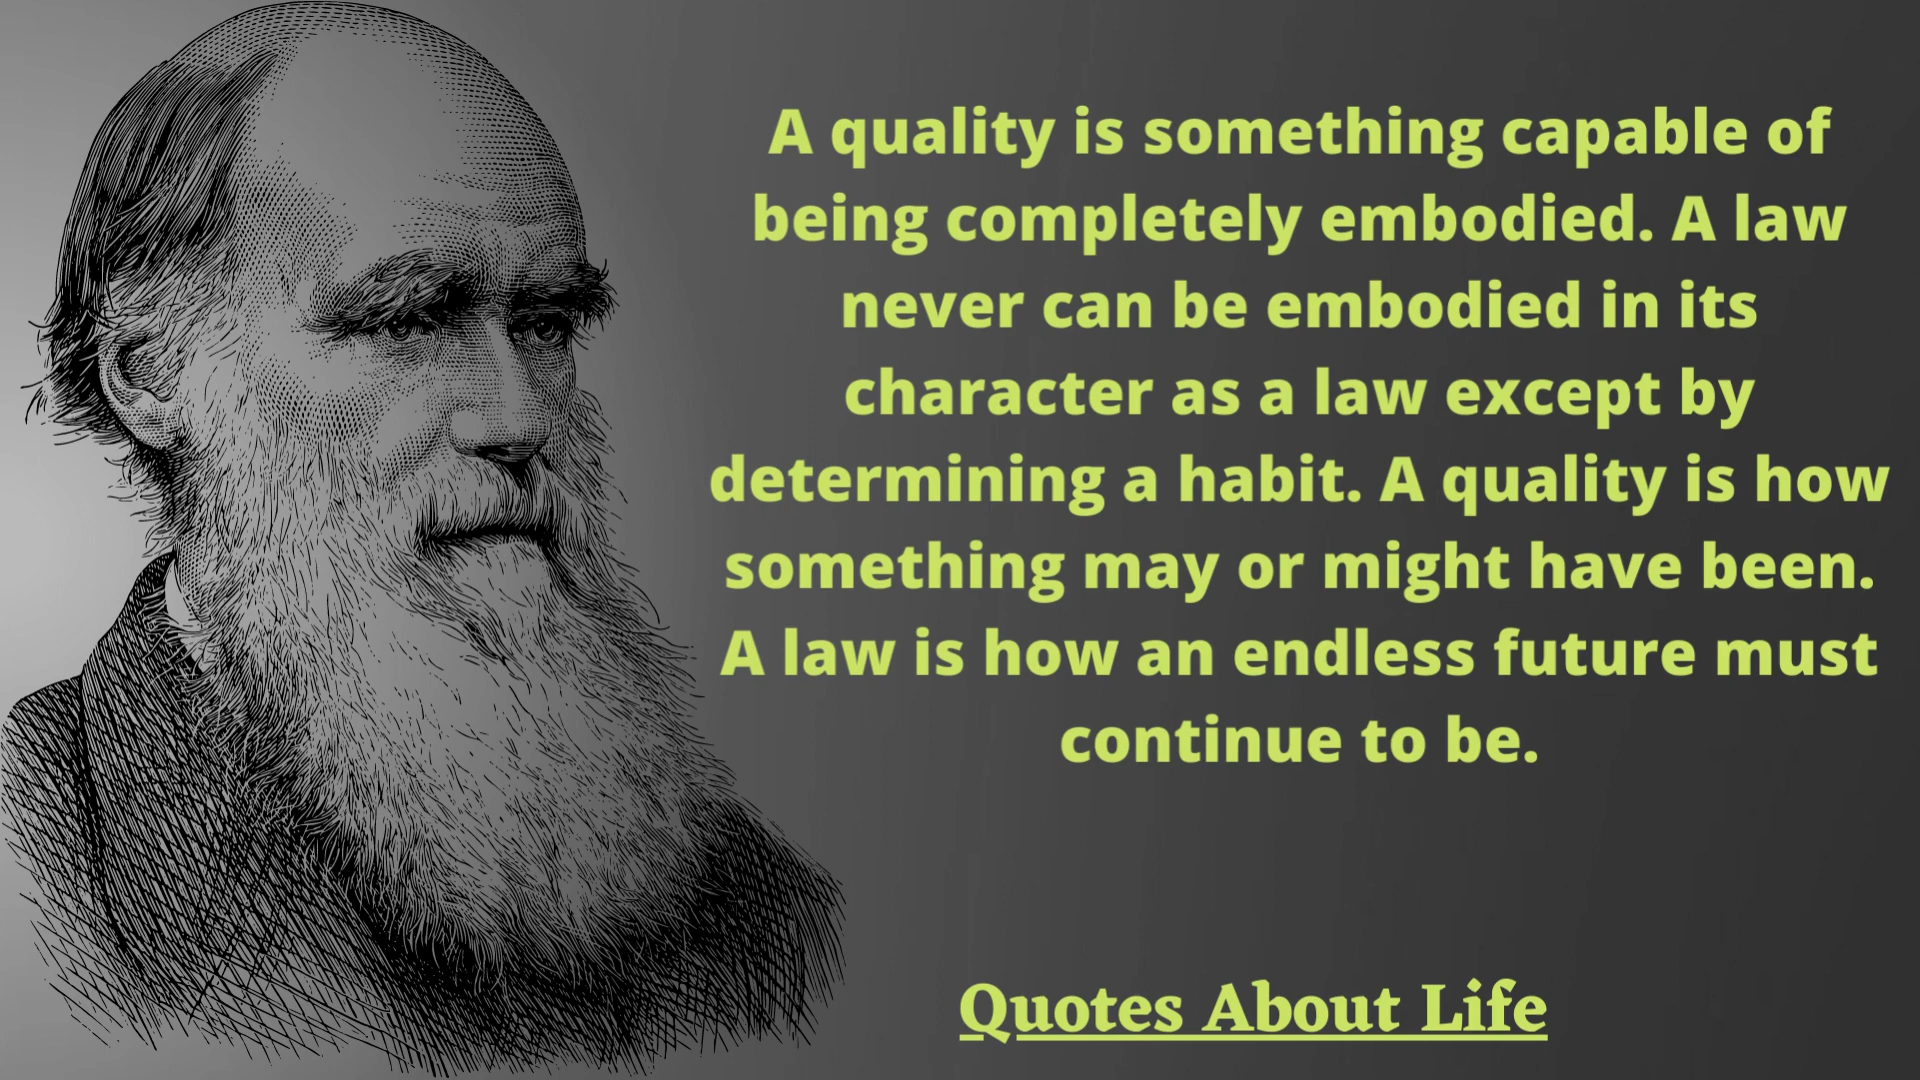 A quality is something capable of
being completely embodied. A law
never can be embodied in its
character as a law except by
determining a habit. A quality is how
something may or might have been.
A law is how an endless future must
continue to be.
Quotes About Life